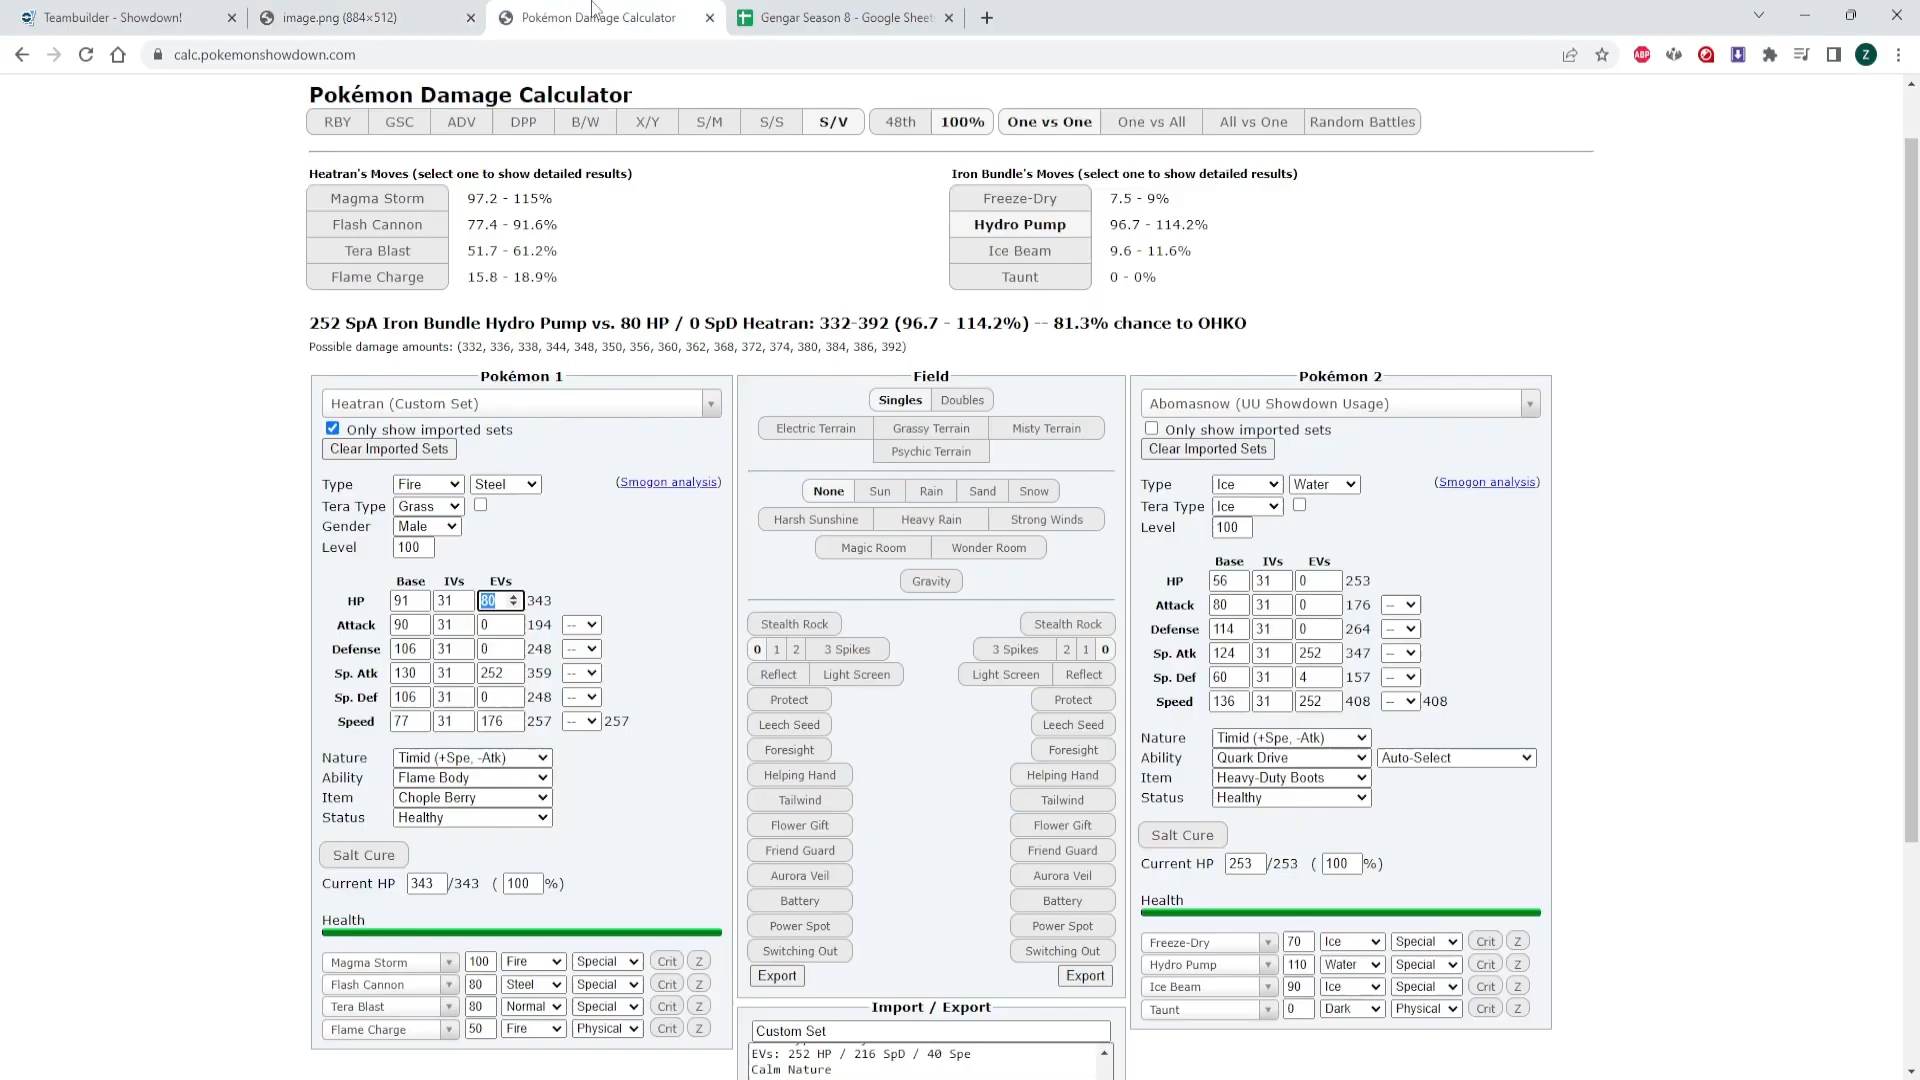 Teambuilder - Showdown!
image.png (884×512)
Pokémon Damage Calculator
Gengar Season 8 - Google Sheet
calc.pokemonshowdown.com
ABP
Z
Pokémon Damage Calculator
RBY GSC ADV DPP B/W X/Y S/M S/S S/V 48th 100% One vs One One vs All All vs One Random Battles
Heatran's Moves (select one to show detailed results)
Magma Storm 97.2 - 115%
Flash Cannon 77.4 - 91.6%
Tera Blast 51.7 - 61.2%
Flame Charge 15.8 - 18.9%
Iron Bundle's Moves (select one to show detailed results)
Freeze-Dry 7.5 - 9%
Hydro Pump 96.7 - 114.2%
Ice Beam 9.6 - 11.6%
Taunt 0 - 0%
252 SpA Iron Bundle Hydro Pump vs. 80 HP / 0 SpD Heatran: 332-392 (96.7 - 114.2%) -- 81.3% chance to OHKO
Possible damage amounts: (332, 336, 338, 344, 348, 350, 356, 360, 362, 368, 372, 374, 380, 384, 386, 392)
Pokémon 1
Heatran (Custom Set)
Only show imported sets
Clear Imported Sets
Type Fire Steel (Smogon analysis)
Tera Type Grass
Gender Male
Level 100
Base IVs EVs
HP 91 31 80 343
Attack 90 31 0 194 --
Defense 106 31 0 248 --
Sp. Atk 130 31 252 359 --
Sp. Def 106 31 0 248 --
Speed 77 31 176 257 -- 257
Nature Timid (+Spe, -Atk)
Ability Flame Body
Item Chople Berry
Status Healthy
Salt Cure
Current HP 343 /343 ( 100 %)
Health
Magma Storm 100 Fire Special Crit Z
Flash Cannon 80 Steel Special Crit Z
Tera Blast 80 Normal Special Crit Z
Flame Charge 50 Fire Physical Crit Z
Field
Singles Doubles
Electric Terrain Grassy Terrain Misty Terrain
Psychic Terrain
None Sun Rain Sand Snow
Harsh Sunshine Heavy Rain Strong Winds
Magic Room Wonder Room
Gravity
Stealth Rock Stealth Rock
0 1 2 3 Spikes 3 Spikes 2 1 0
Reflect Light Screen Light Screen Reflect
Protect Protect
Leech Seed Leech Seed
Foresight Foresight
Helping Hand Helping Hand
Tailwind Tailwind
Flower Gift Flower Gift
Friend Guard Friend Guard
Aurora Veil Aurora Veil
Battery Battery
Power Spot Power Spot
Switching Out Switching Out
Export Export
Import / Export
Custom Set
EVs: 252 HP / 216 SpD / 40 Spe
Calm Nature
Pokémon 2
Abomasnow (UU Showdown Usage)
Only show imported sets
Clear Imported Sets
Type Ice Water (Smogon analysis)
Tera Type Ice
Level 100
Base IVs EVs
HP 56 31 0 253
Attack 80 31 0 176 --
Defense 114 31 0 264 --
Sp. Atk 124 31 252 347 --
Sp. Def 60 31 4 157 --
Speed 136 31 252 408 -- 408
Nature Timid (+Spe, -Atk)
Ability Quark Drive Auto-Select
Item Heavy-Duty Boots
Status Healthy
Salt Cure
Current HP 253 /253 ( 100 %)
Health
Freeze-Dry 70 Ice Special Crit Z
Hydro Pump 110 Water Special Crit Z
Ice Beam 90 Ice Special Crit Z
Taunt 0 Dark Physical Crit Z